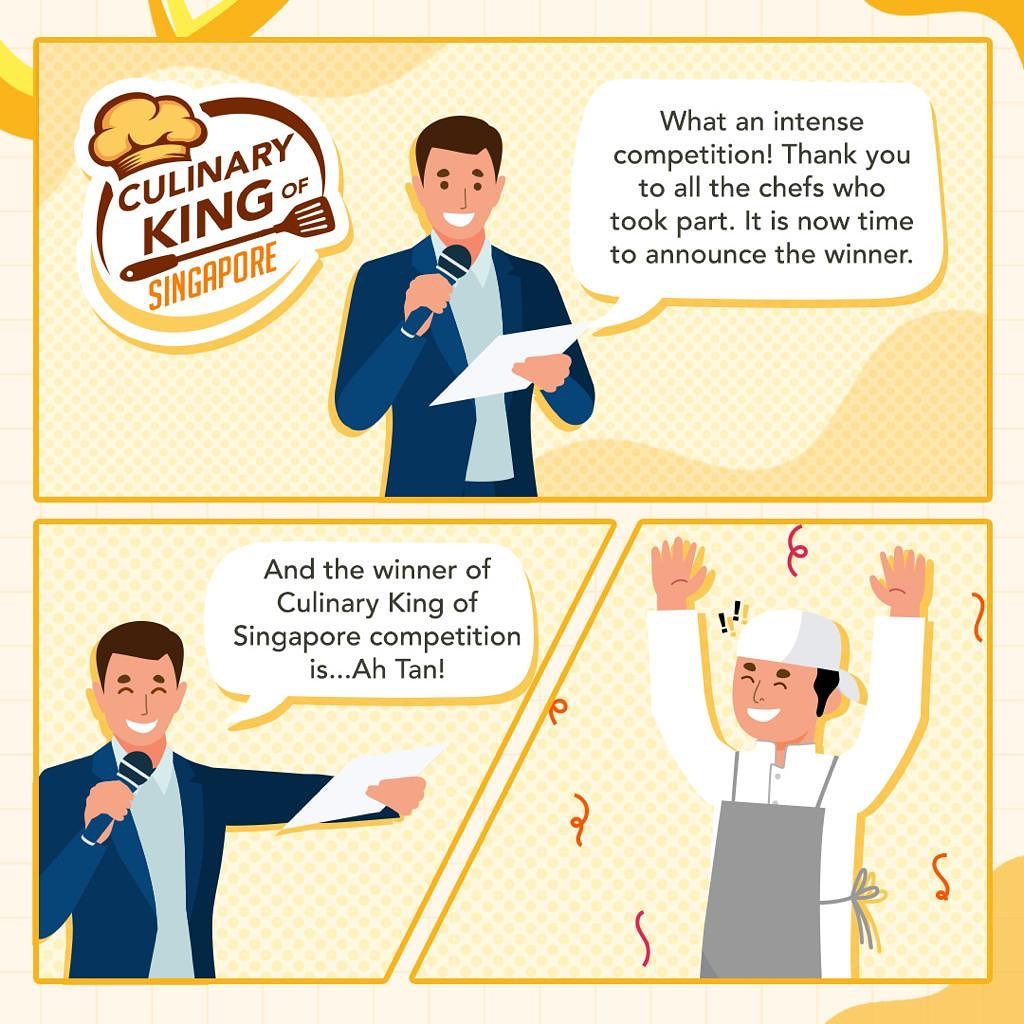 CULINARY
KING OF
SINGAPORE
What an intense
competition! Thank you
to all the chefs who
took part. It is now time
to announce the winner.
And the winner of
Culinary King of
Singapore competition
is...Ah Tan!
!!!